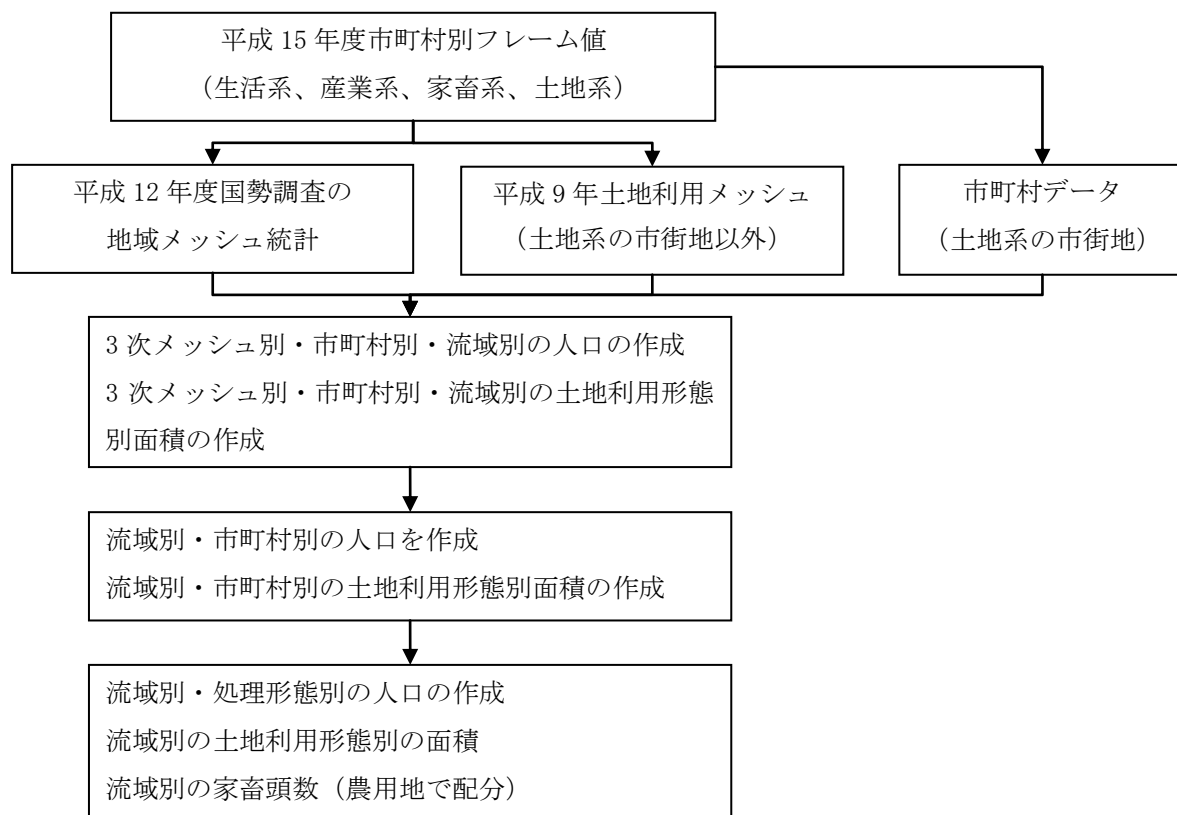 平成 15 年度市町村別フレーム値
（生活系、産業系、家畜系、土地系）
平成 12 年度国勢調査の
地域メッシュ統計
平成 9 年土地利用メッシュ
（土地系の市街地以外）
市町村データ
（土地系の市街地）
3 次メッシュ別・市町村別・流域別の人口の作成
3 次メッシュ別・市町村別・流域別の土地利用形態
別面積の作成
流域別・市町村別の人口を作成
流域別・市町村別の土地利用形態別面積の作成
流域別・処理形態別の人口の作成
流域別の土地利用形態別の面積
流域別の家畜頭数（農用地で配分）